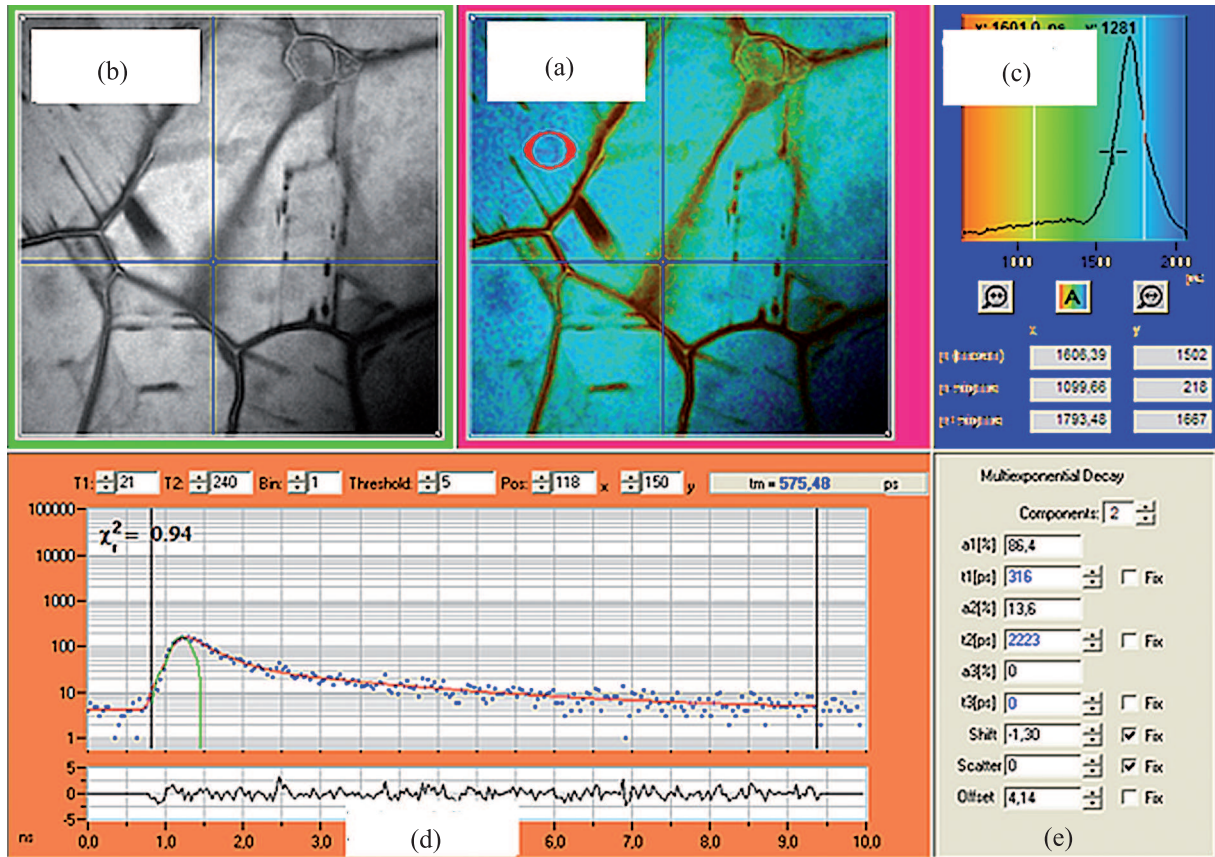 (b)
(a)
x: 1601,0 ps y: 1281
(c)
1000 1500 2000
A
x y
1606,39 1502
1099,66 218
1793,48 1667
T1: 21 T2: 240 Bin: 1 Threshold: 5 Pos: 118 x 150 y tm = 575,48 ps
χ²r = 0.94
100000
10000
1000
100
10
1
5
0
-5
ns 0,0 1,0 2,0 3,0 6,0 7,0 8,0 9,0 10,0
(d)
Multiexponential Decay
Components: 2
a1[%] 86,4
t1[ps] 316 Fix
a2[%] 13,6
t2[ps] 2223 Fix
a3[%] 0
t3[ps] 0 Fix
Shift -1,30 Fix
Scatter 0 Fix
Offset 4,14 Fix
(e)